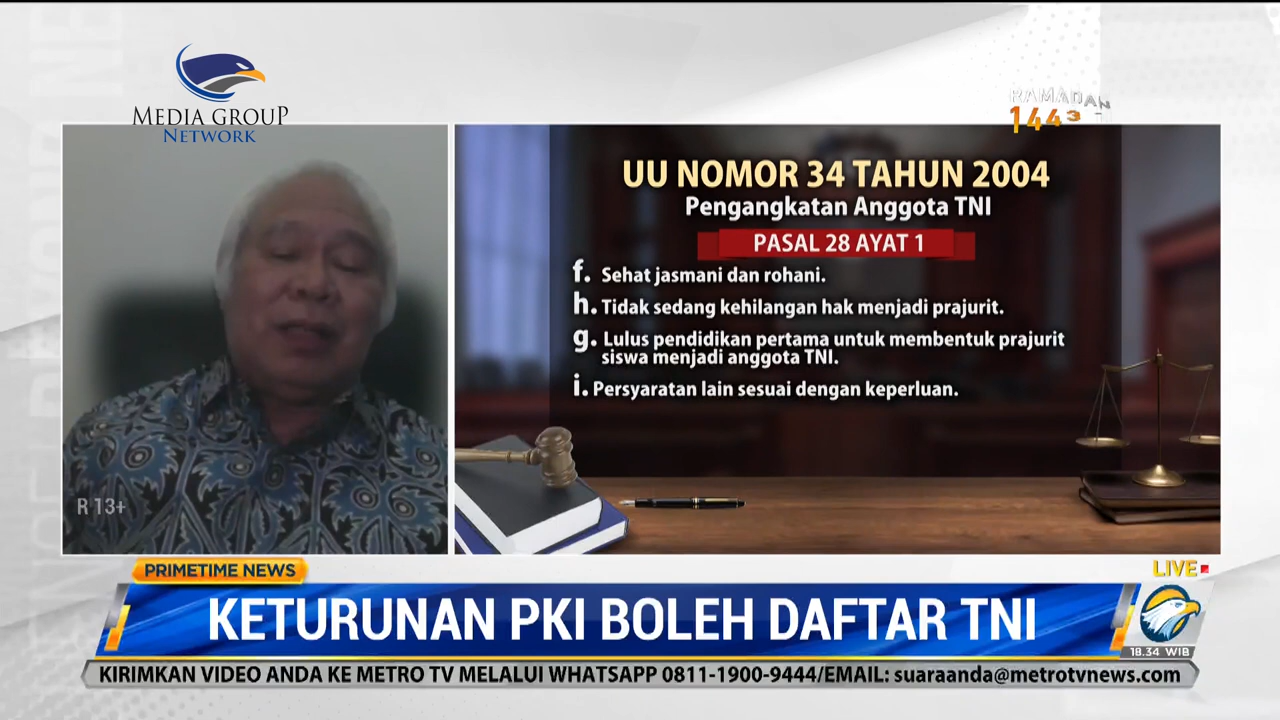 MEDIA GROUP
NETWORK
RAMADAN
1443
UU NOMOR 34 TAHUN 2004
Pengangkatan Anggota TNI
PASAL 28 AYAT 1
f. Sehat jasmani dan rohani.
h. Tidak sedang kehilangan hak menjadi prajurit.
g. Lulus pendidikan pertama untuk membentuk prajurit
siswa menjadi anggota TNI.
i. Persyaratan lain sesuai dengan keperluan.
R 13+
PRIMETIME NEWS
LIVE
KETURUNAN PKI BOLEH DAFTAR TNI
18.34 WIB
KIRIMKAN VIDEO ANDA KE METRO TV MELALUI WHATSAPP 0811-1900-9444/EMAIL: suaraanda@metrotvnews.com